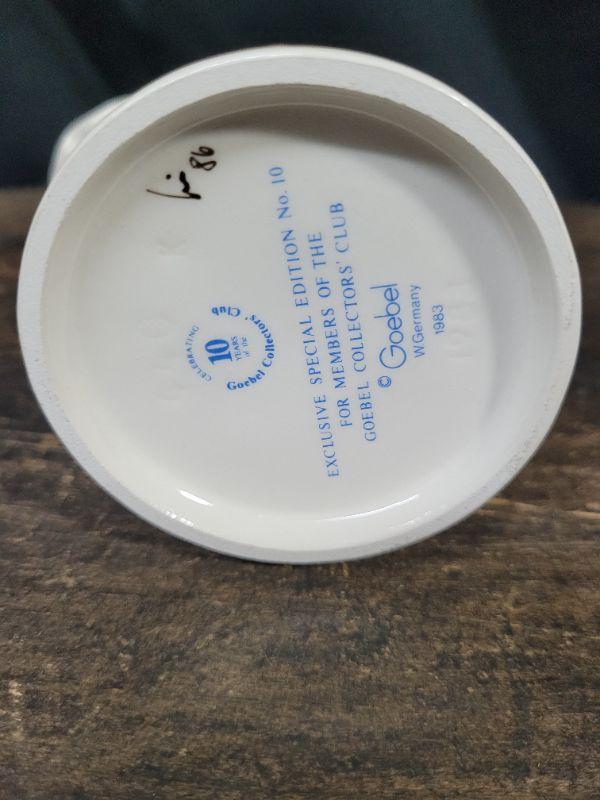 86
CELEBRATING
10
YEARS
of the
Goebel Collectors' Club
EXCLUSIVE SPECIAL EDITION No. 10
FOR MEMBERS OF THE
GOEBEL COLLECTORS' CLUB
© Goebel
W.Germany
1983